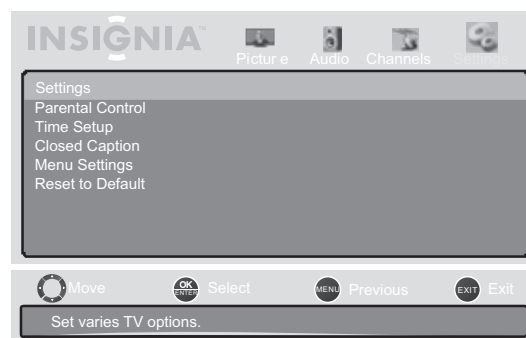 INSIGNIA™
Pictur e Audio Channels Settings
Settings
Parental Control
Time Setup
Closed Caption
Menu Settings
Reset to Default
Move OK ENTER Select MENU Previous EXIT Exit
Set varies TV options.